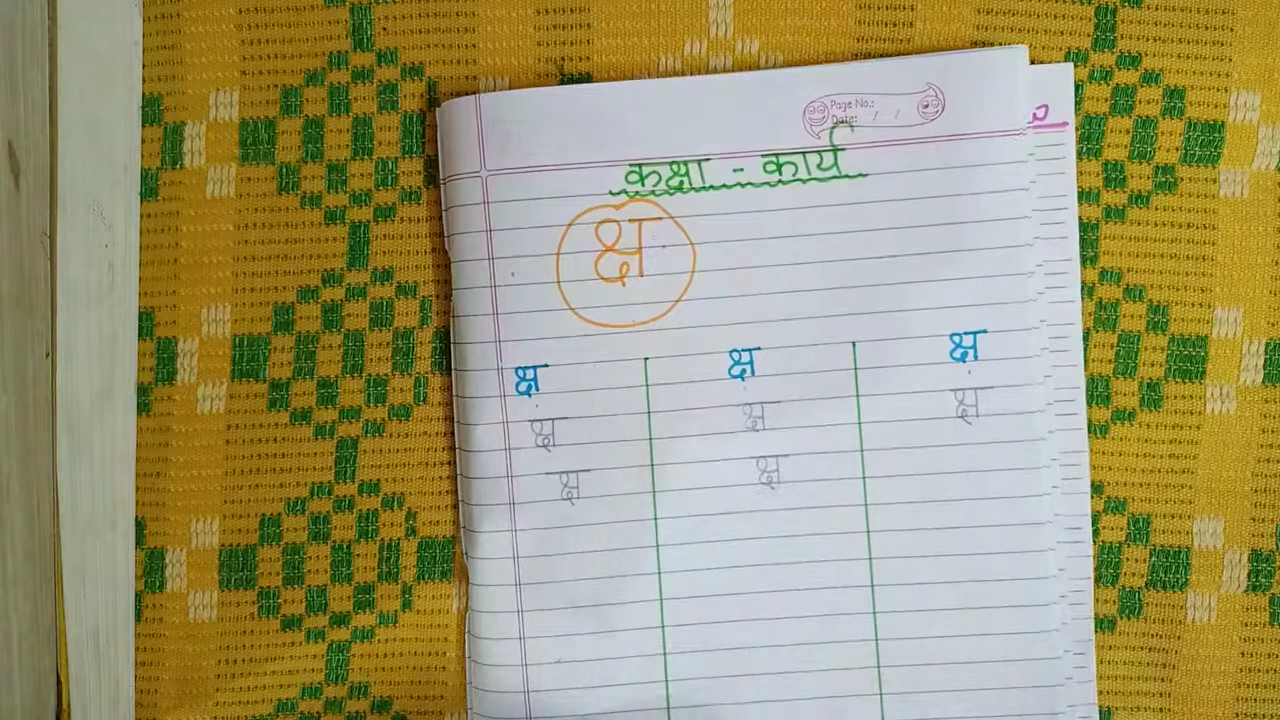 Page No.:
Date: / /
कक्षा - कार्य
क्ष
क्ष क्ष क्ष
क्ष क्ष क्ष
क्ष क्ष